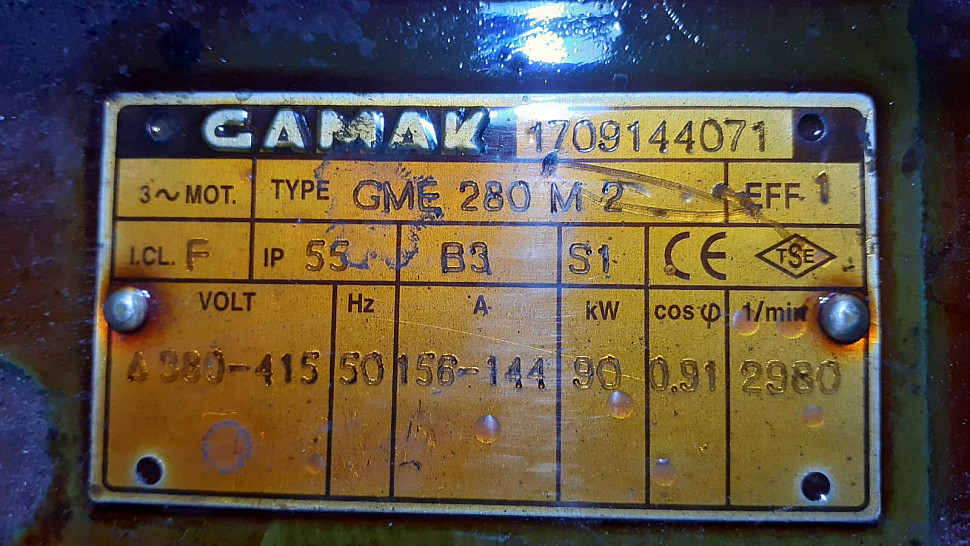 GAMAK 1709144071
3~MOT. TYPE GME 280 M 2 EFF 1
I.CL. F IP 55 B3 S1 CE TSE
VOLT Hz A kW cos φ 1/min
Δ 380-415 50 156-144 90 0.91 2980